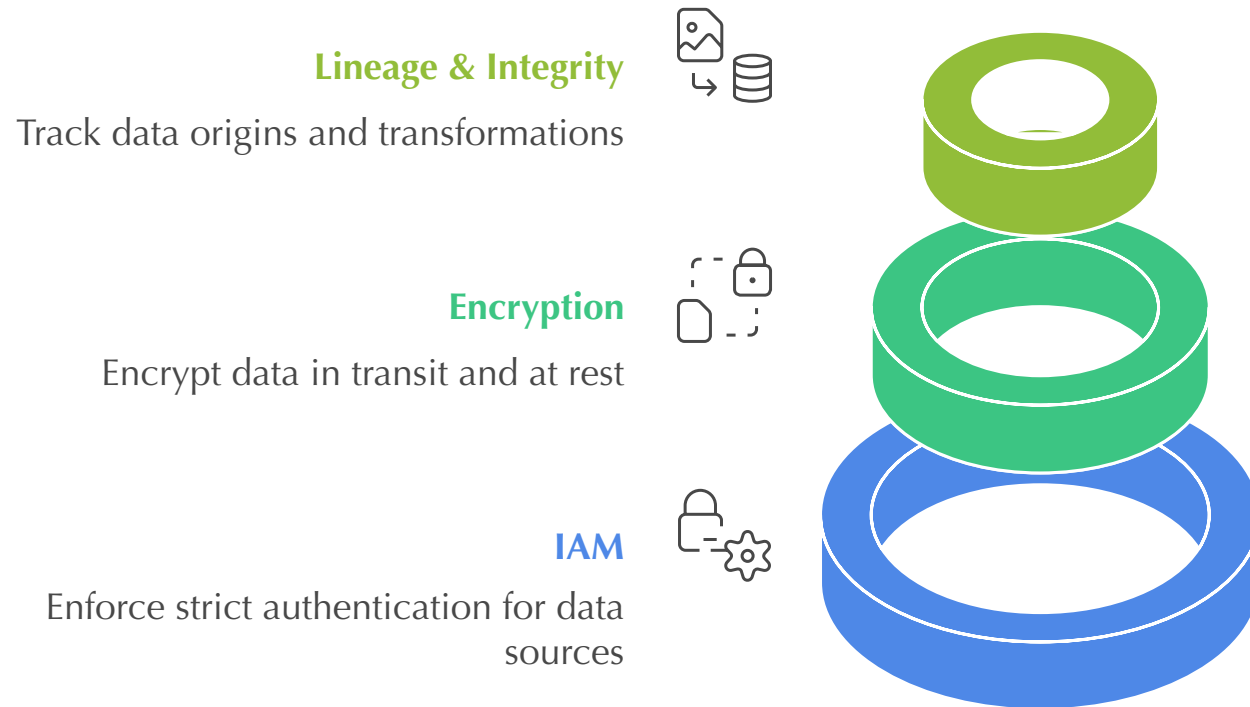 Lineage & Integrity
Track data origins and transformations
Encryption
Encrypt data in transit and at rest
IAM
Enforce strict authentication for data
sources